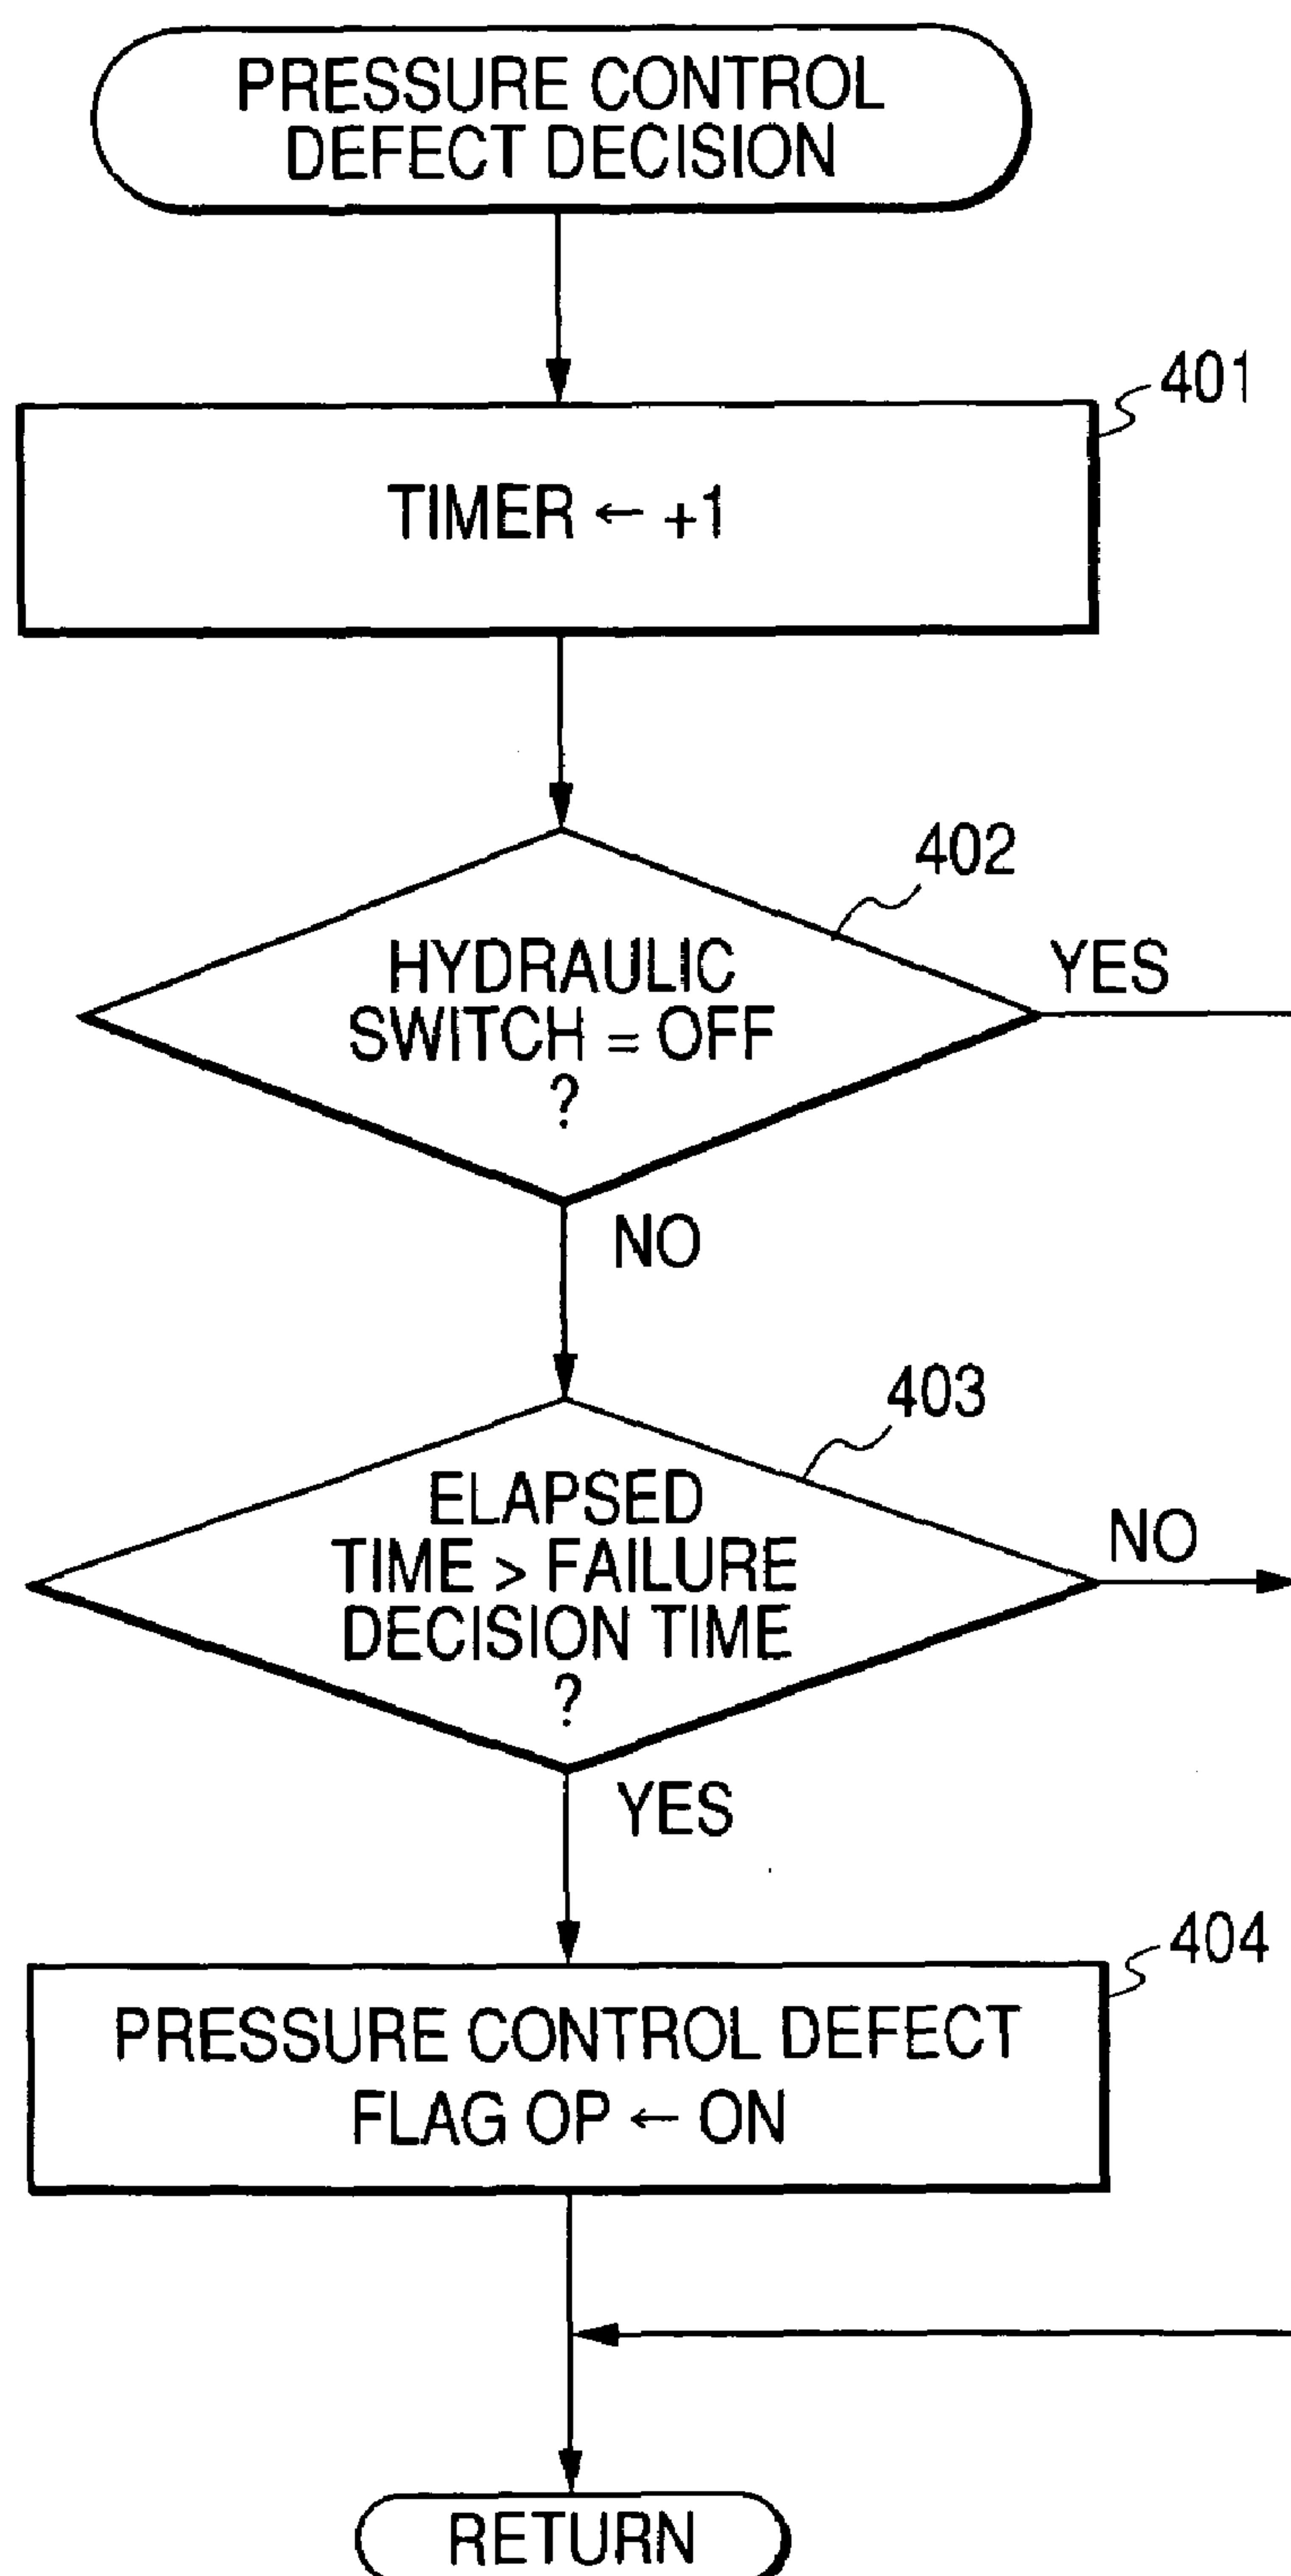 PRESSURE CONTROL
DEFECT DECISION
401
TIMER ← +1
402
HYDRAULIC
SWITCH = OFF
?
YES
NO
403
ELAPSED
TIME > FAILURE
DECISION TIME
?
NO
YES
404
PRESSURE CONTROL DEFECT
FLAG OP ← ON
RETURN